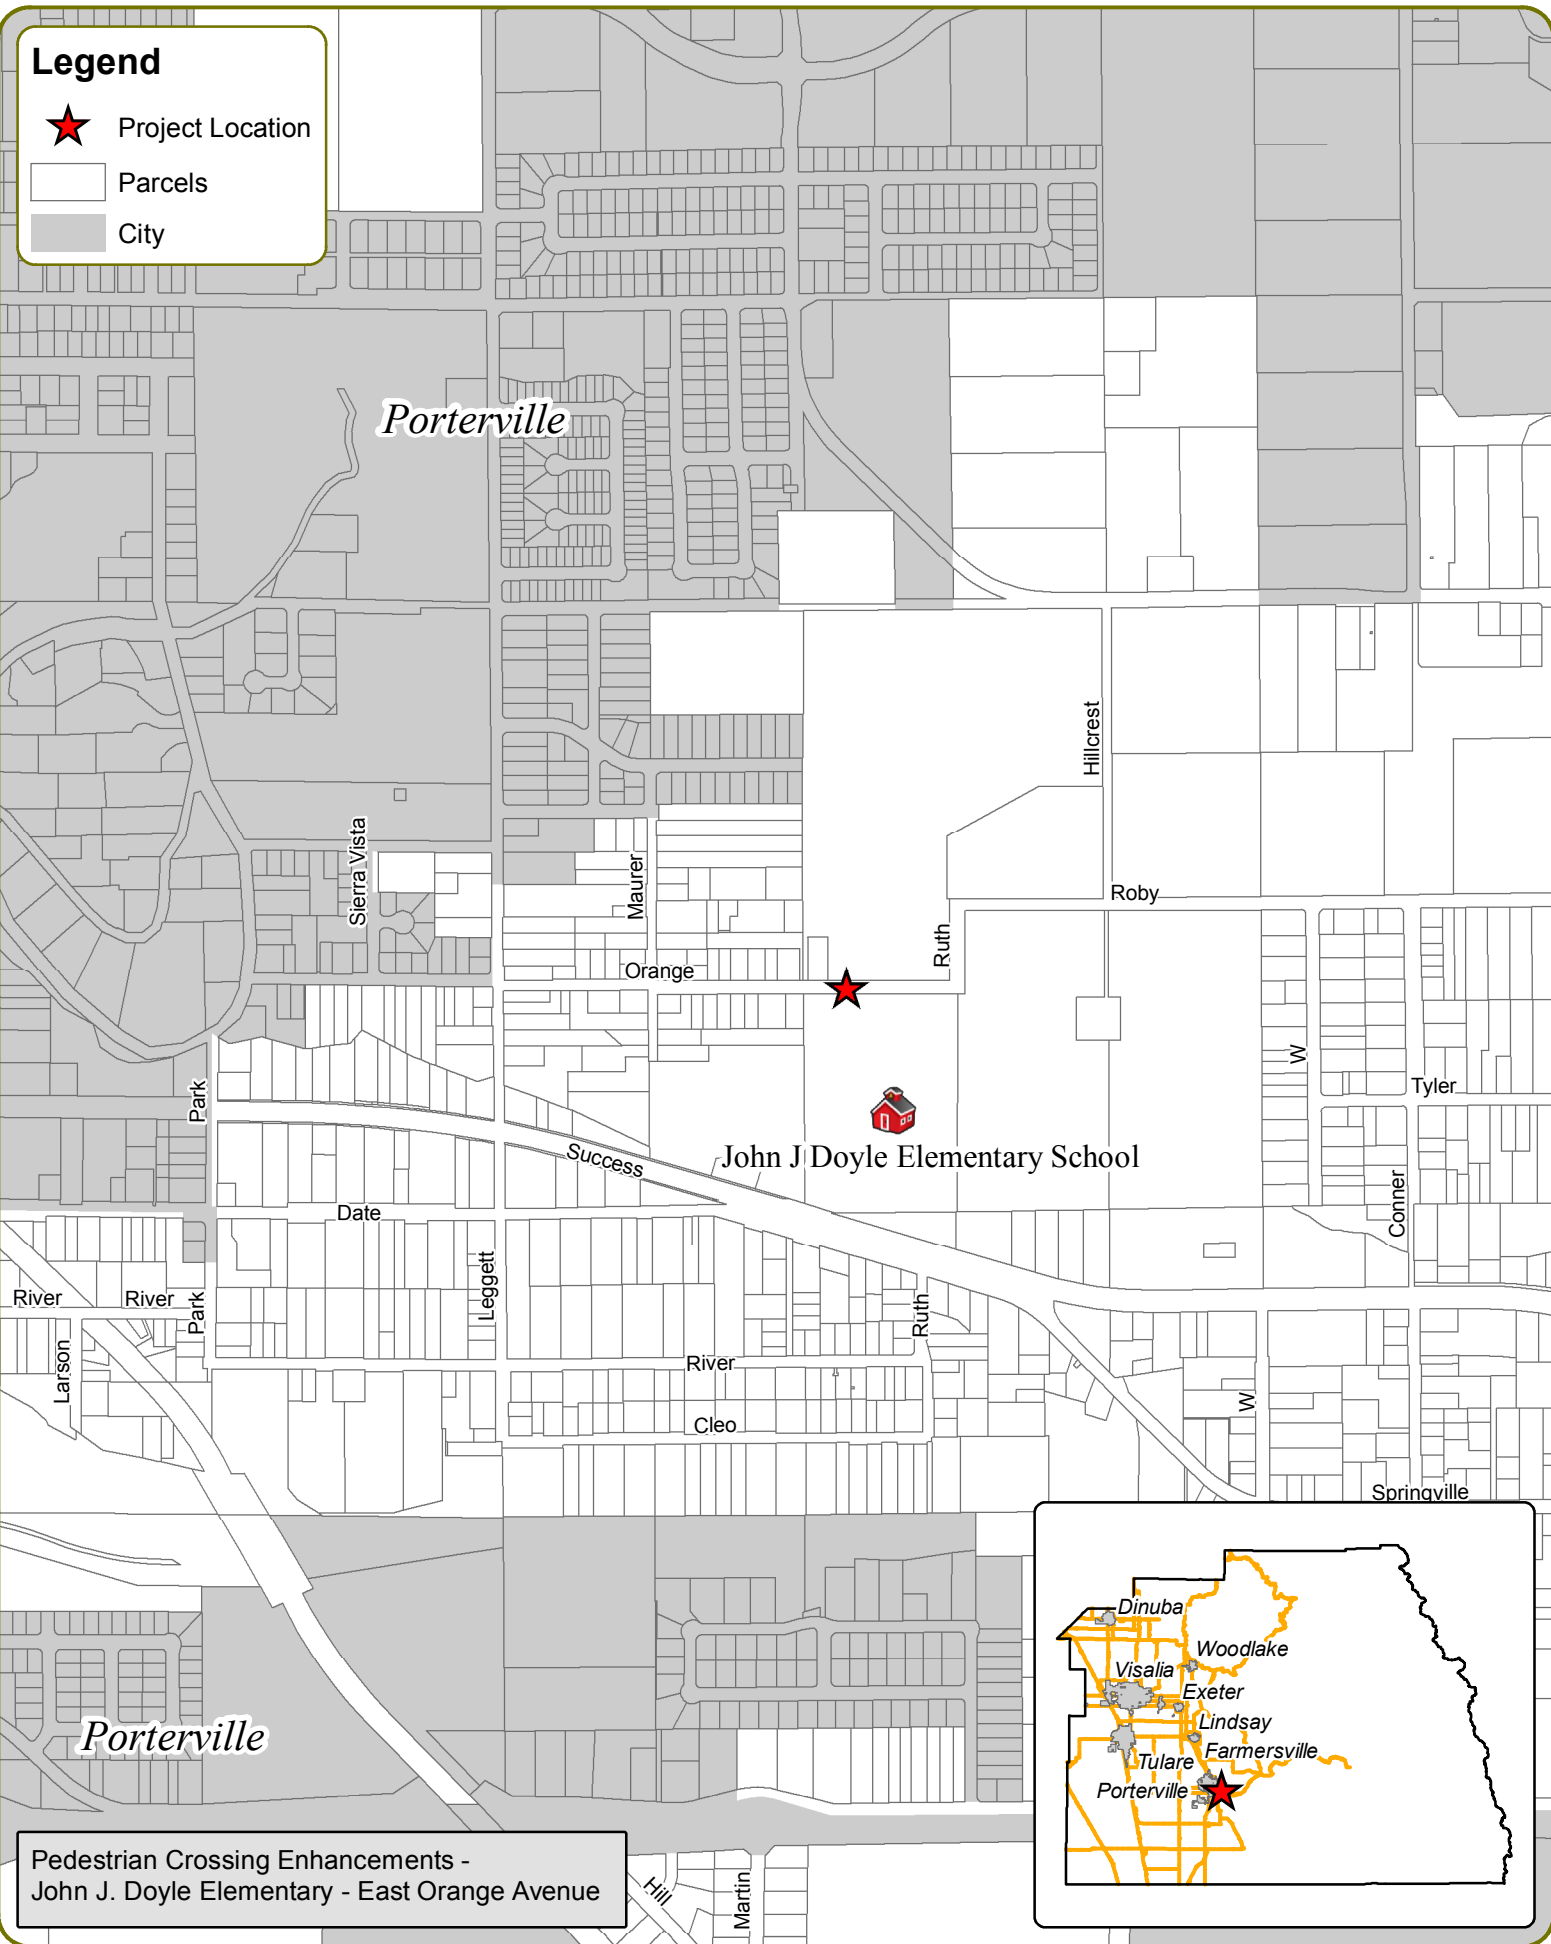 Legend
Project Location
Parcels
City
Porterville
Hillcrest
Sierra Vista
Maurer
Roby
Ruth
Orange
W
Park
Tyler
Success
John J Doyle Elementary School
Conner
Date
Leggett
River
River
Park
Ruth
Larson
River
W
Cleo
Springville
Dinuba
Woodlake
Visalia
Exeter
Lindsay
Farmersville
Tulare
Porterville
Porterville
Pedestrian Crossing Enhancements -
John J. Doyle Elementary - East Orange Avenue
Hill
Martin